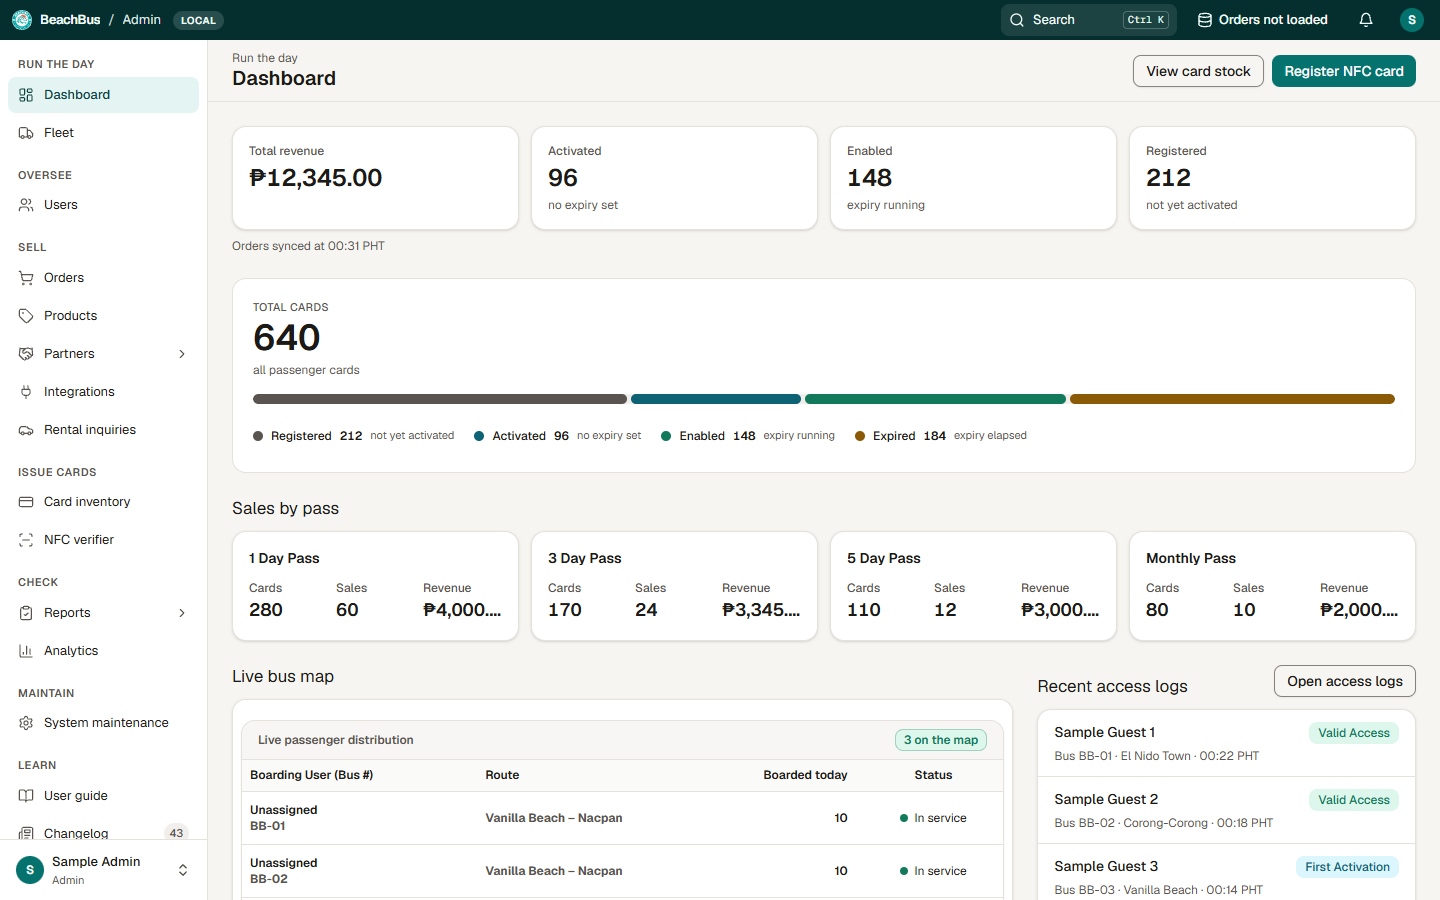 BeachBus / Admin LOCAL
Search Ctrl K
Orders not loaded
S
RUN THE DAY
Dashboard
Fleet
OVERSEE
Users
SELL
Orders
Products
Partners
Integrations
Rental inquiries
ISSUE CARDS
Card inventory
NFC verifier
CHECK
Reports
Analytics
MAINTAIN
System maintenance
LEARN
User guide
Changelog 43
S
Sample Admin
Admin
Run the day
Dashboard
View card stock
Register NFC card
Total revenue
₱12,345.00
Activated
96
no expiry set
Enabled
148
expiry running
Registered
212
not yet activated
Orders synced at 00:31 PHT
TOTAL CARDS
640
all passenger cards
Registered 212 not yet activated Activated 96 no expiry set Enabled 148 expiry running Expired 184 expiry elapsed
Sales by pass
1 Day Pass
Cards Sales Revenue
280 60 ₱4,000....
3 Day Pass
Cards Sales Revenue
170 24 ₱3,345....
5 Day Pass
Cards Sales Revenue
110 12 ₱3,000....
Monthly Pass
Cards Sales Revenue
80 10 ₱2,000....
Live bus map
Live passenger distribution 3 on the map
Boarding User (Bus #) Route Boarded today Status
Unassigned
BB-01 Vanilla Beach – Nacpan 10 In service
Unassigned
BB-02 Vanilla Beach – Nacpan 10 In service
Recent access logs
Open access logs
Sample Guest 1 Valid Access
Bus BB-01 · El Nido Town · 00:22 PHT
Sample Guest 2 Valid Access
Bus BB-02 · Corong-Corong · 00:18 PHT
Sample Guest 3 First Activation
Bus BB-03 · Vanilla Beach · 00:14 PHT